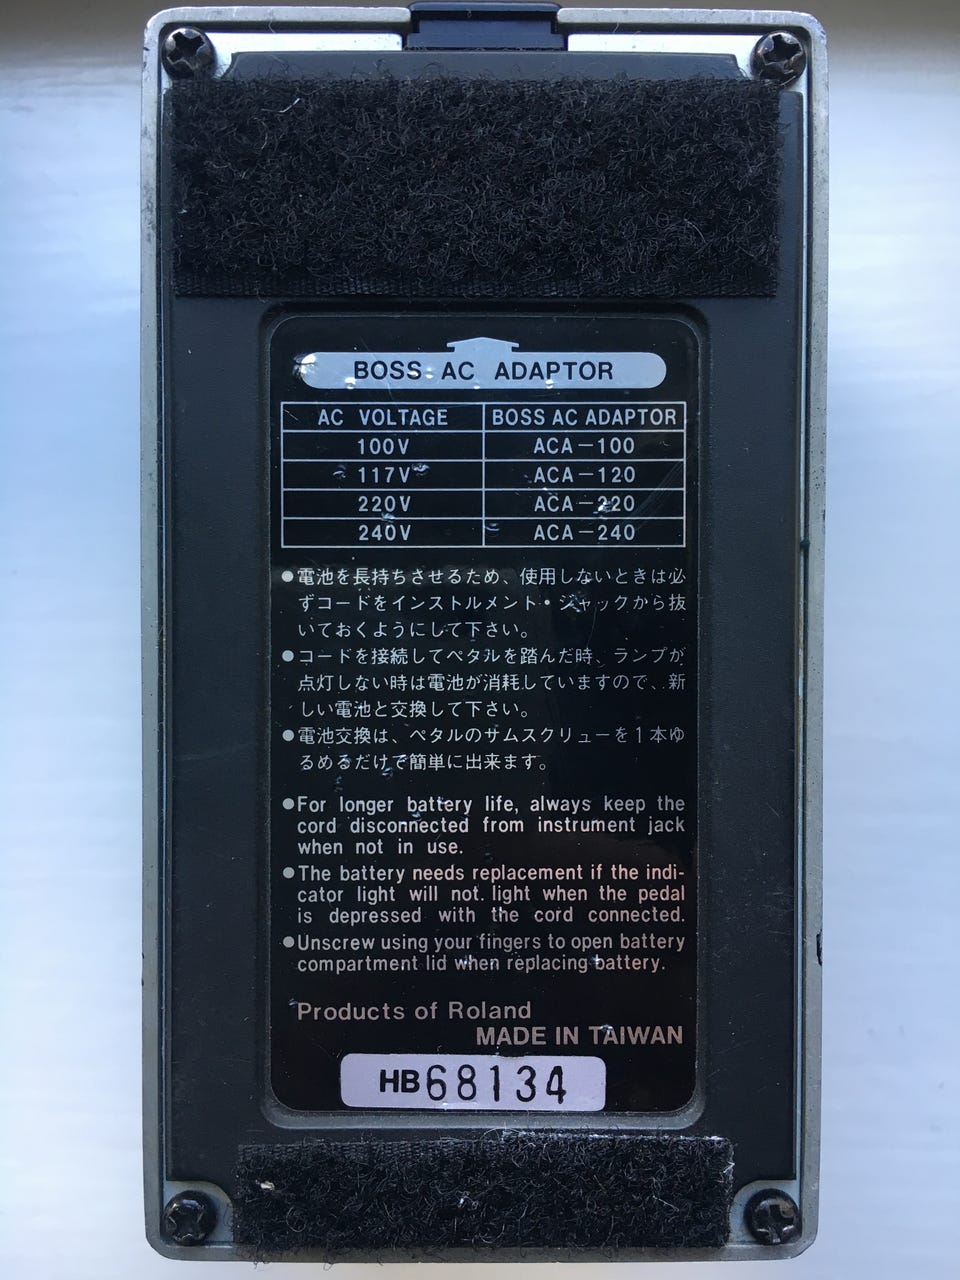 BOSS AC ADAPTOR
AC VOLTAGE BOSS AC ADAPTOR
100V ACA-100
117V ACA-120
220V ACA-220
240V ACA-240
●電池を長持ちさせるため、使用しないときは必
ずコードをインストルメント・ジャックから抜
いておくようにして下さい。
●コードを接続してペタルを踏んだ時、ランプが
点灯しない時は電池が消耗していますので、新
しい電池と交換して下さい。
●電池交換は、ペタルのサムスクリューを1本ゆ
るめるだけで簡単に出来ます。
●For longer battery life, always keep the
cord disconnected from instrument jack
when not in use.
●The battery needs replacement if the indi-
cator light will not light when the pedal
is depressed with the cord connected.
●Unscrew using your fingers to open battery
compartment lid when replacing battery.
Products of Roland
MADE IN TAIWAN
HB68134